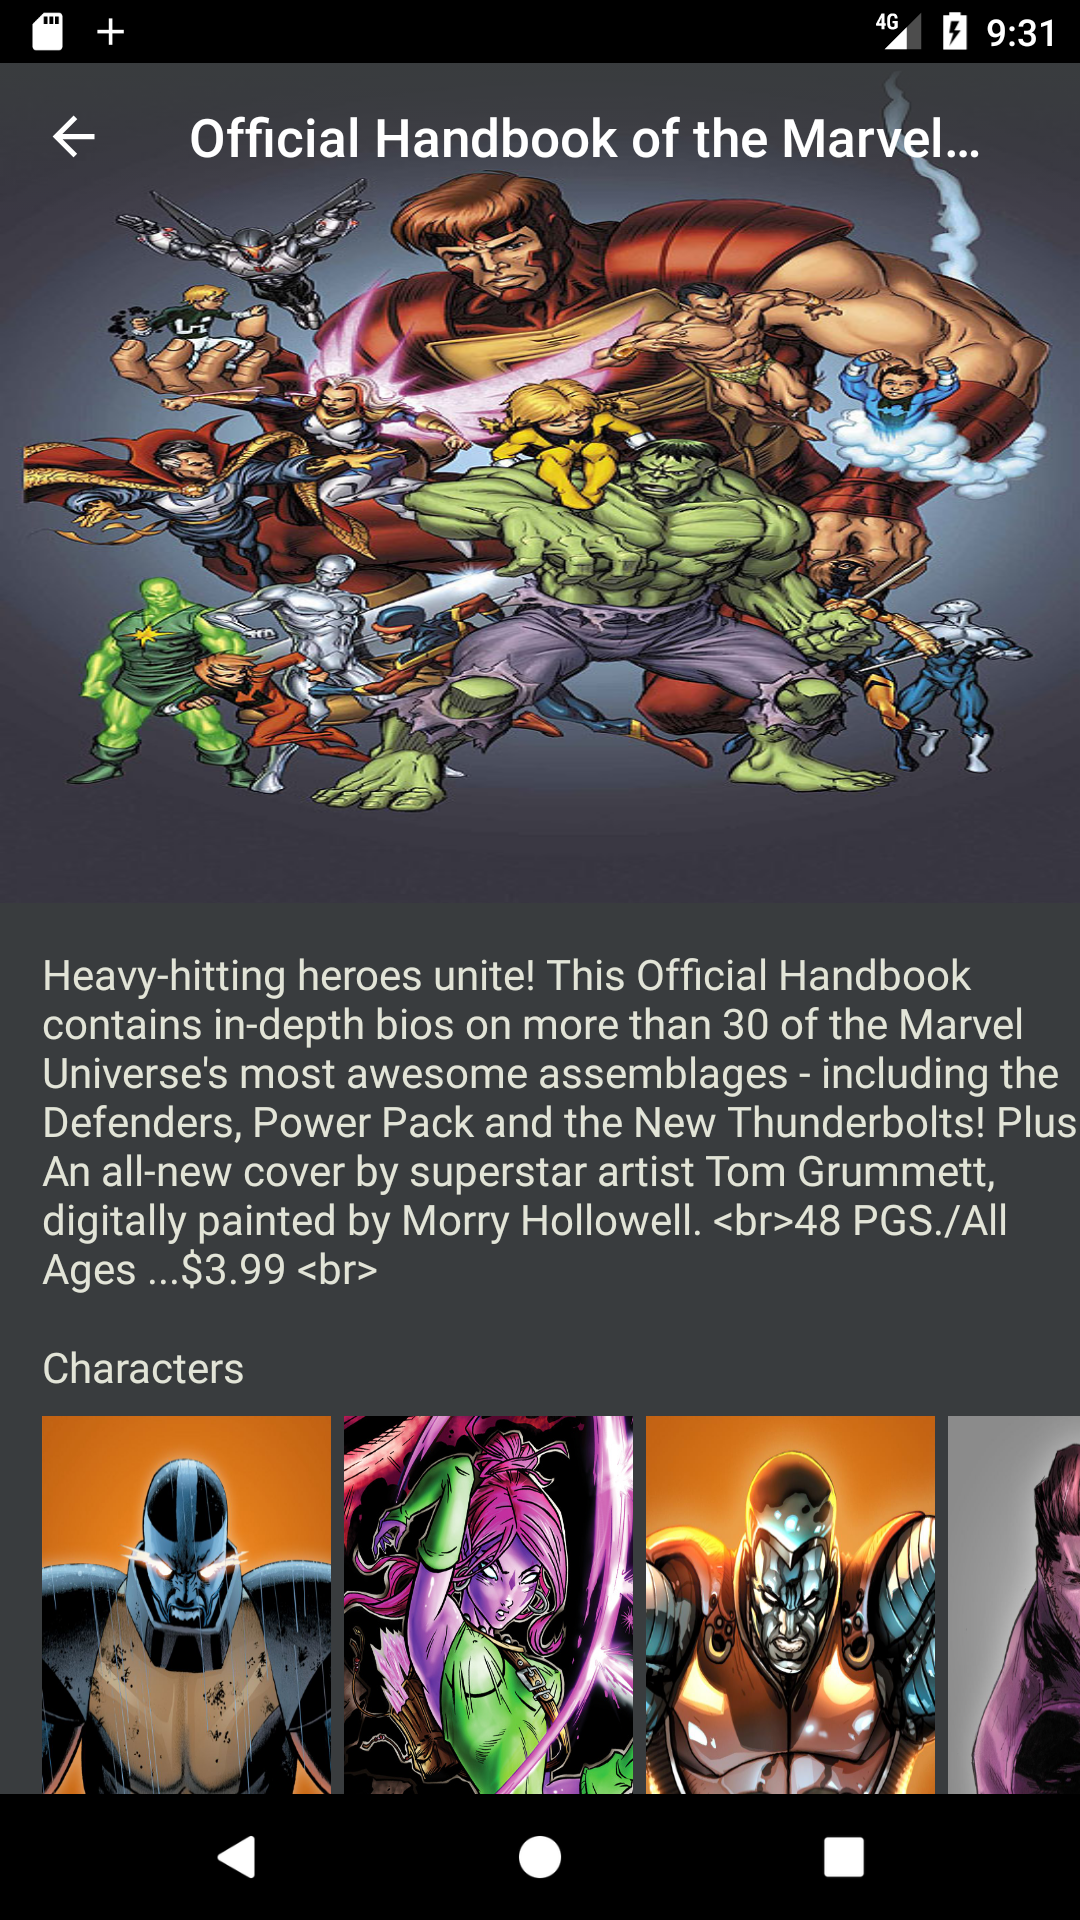 4G 9:31
Official Handbook of the Marvel...
Heavy-hitting heroes unite! This Official Handbook
contains in-depth bios on more than 30 of the Marvel
Universe's most awesome assemblages - including the
Defenders, Power Pack and the New Thunderbolts! Plus
An all-new cover by superstar artist Tom Grummett,
digitally painted by Morry Hollowell. <br>48 PGS./All
Ages ...$3.99 <br>
Characters